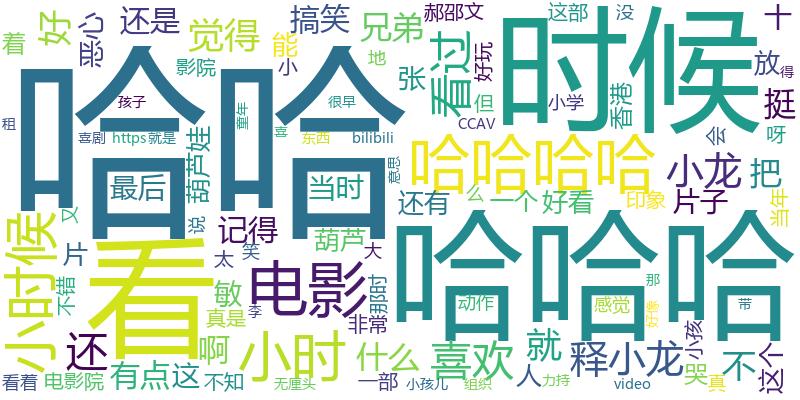 着
好
恶心
还是
觉得
影院
搞笑
能
小
兄弟
地
郝邵文
张
看过
好玩
但
CCAV
时候
这部
没
小学
香港
十
放
得
挺
呀
会
哈哈
租
孩子
喜剧
https
就是
葫芦娃
童年
很早
喜
东西
bilibili
意思
最后
当时
哈哈哈哈
小龙
把
还有
么
一个
好看
印象
片子
当年
小时候
又
片
不错
说
记得
太
笑
葫芦
大
看
电影
敏
真是
李
那时
非常
哈哈哈
动作
感觉
那
好像
带
还
啊
小时
什么
喜欢
就
释小龙
小孩
哭
不
真
这个
看着
电影院
有点
这
不知
无厘头
一部
小孩儿
组织
人
力持
video